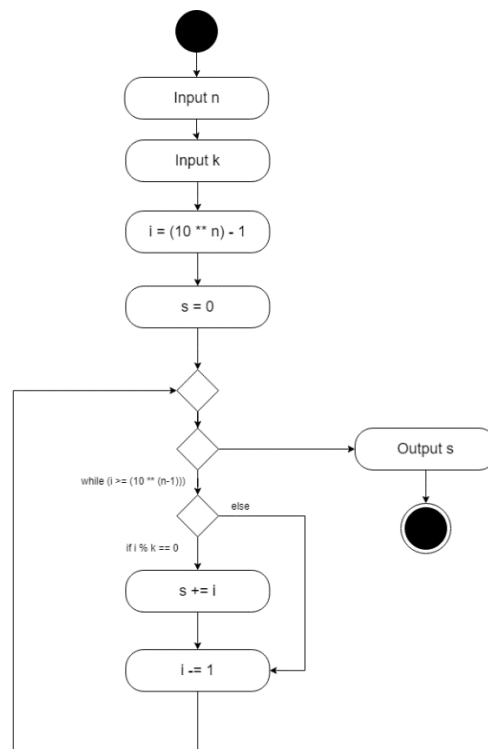 Input n
Input k
i = (10 ** n) - 1
s = 0
Output s
while (i >= (10 ** (n-1)))
else
if i % k == 0
s += i
i -= 1